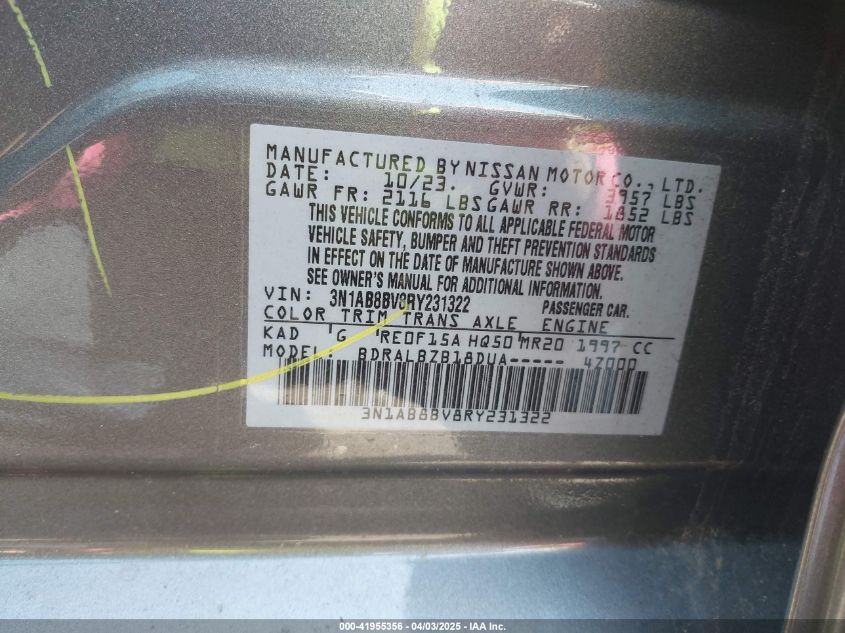 MANUFACTURED BY NISSAN MOTOR CO., LTD.
DATE: 10/23. GVWR: 3957 LBS
GAWR FR: 2116 LBS GAWR RR: 1852 LBS
THIS VEHICLE CONFORMS TO ALL APPLICABLE FEDERAL MOTOR
VEHICLE SAFETY, BUMPER AND THEFT PREVENTION STANDARDS
IN EFFECT ON THE DATE OF MANUFACTURE SHOWN ABOVE.
SEE OWNER'S MANUAL FOR ADDITIONAL INFORMATION.
VIN: 3N1AB8BV8RY231322 PASSENGER CAR.
COLOR TRIM TRANS AXLE ENGINE
KAD 'G 'RE0F15A HQ50 'MR20 1997 CC
MODEL: BDRALBZB18DUA----- 47000
3N1AB8BV8RY231322
000-41955356 - 04/03/2025 - IAA Inc.